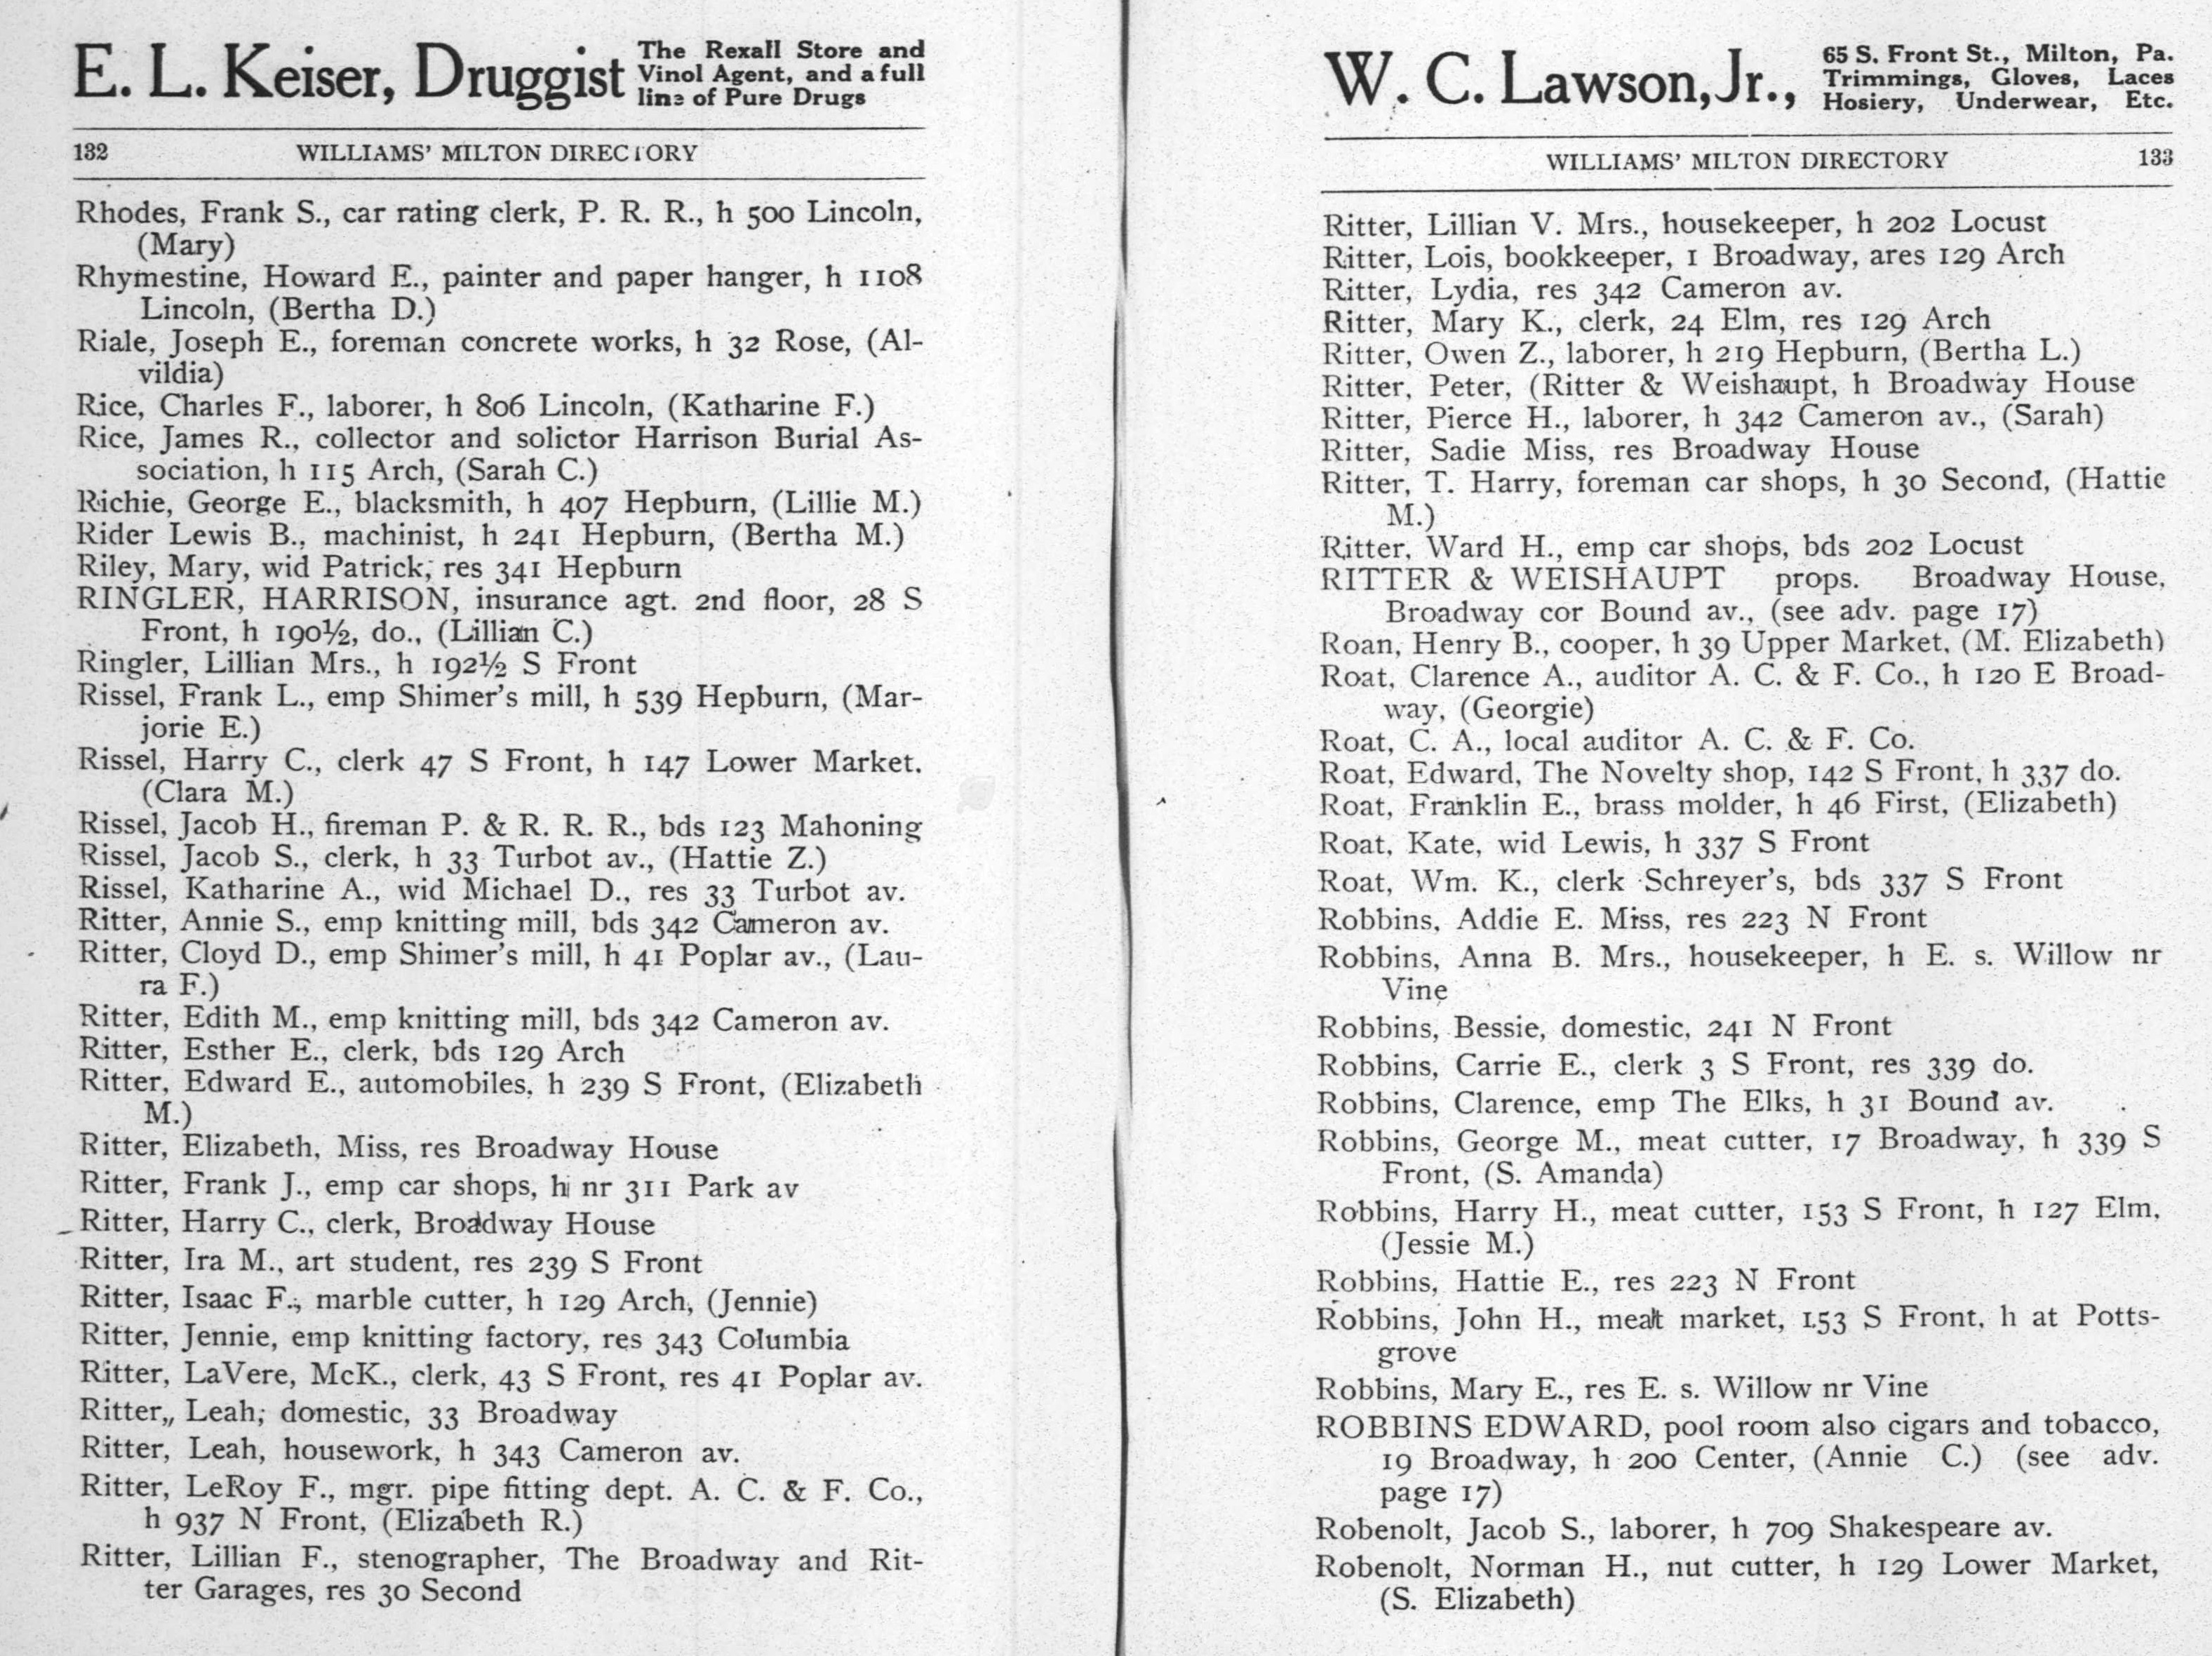 E. L. Keiser, Druggist
The Rexall Store and
Vinol Agent, and a full
line of Pure Drugs
132 WILLIAMS' MILTON DIRECTORY
Rhodes, Frank S., car rating clerk, P. R. R., h 500 Lincoln,
(Mary)
Rhymestine, Howard E., painter and paper hanger, h 1108
Lincoln, (Bertha D.)
Riale, Joseph E., foreman concrete works, h 32 Rose, (Al-
vildia)
Rice, Charles F., laborer, h 806 Lincoln, (Katharine F.)
Rice, James R., collector and solictor Harrison Burial As-
sociation, h 115 Arch, (Sarah C.)
Richie, George E., blacksmith, h 407 Hepburn, (Lillie M.)
Rider Lewis B., machinist, h 241 Hepburn, (Bertha M.)
Riley, Mary, wid Patrick, res 341 Hepburn
RINGLER, HARRISON, insurance agt. 2nd floor, 28 S
Front, h 190½, do., (Lillian C.)
Ringler, Lillian Mrs., h 192½ S Front
Rissel, Frank L., emp Shimer's mill, h 539 Hepburn, (Mar-
jorie E.)
Rissel, Harry C., clerk 47 S Front, h 147 Lower Market.
(Clara M.)
Rissel, Jacob H., fireman P. & R. R. R., bds 123 Mahoning
Rissel, Jacob S., clerk, h 33 Turbot av., (Hattie Z.)
Rissel, Katharine A., wid Michael D., res 33 Turbot av.
Ritter, Annie S., emp knitting mill, bds 342 Cameron av.
Ritter, Cloyd D., emp Shimer's mill, h 41 Poplar av., (Lau-
ra F.)
Ritter, Edith M., emp knitting mill, bds 342 Cameron av.
Ritter, Esther E., clerk, bds 129 Arch
Ritter, Edward E., automobiles, h 239 S Front, (Elizabeth
M.)
Ritter, Elizabeth, Miss, res Broadway House
Ritter, Frank J., emp car shops, h nr 311 Park av
Ritter, Harry C., clerk, Broadway House
Ritter, Ira M., art student, res 239 S Front
Ritter, Isaac F., marble cutter, h 129 Arch, (Jennie)
Ritter, Jennie, emp knitting factory, res 343 Columbia
Ritter, LaVere, McK., clerk, 43 S Front, res 41 Poplar av.
Ritter,, Leah; domestic, 33 Broadway
Ritter, Leah, housework, h 343 Cameron av.
Ritter, LeRoy F., mgr. pipe fitting dept. A. C. & F. Co.,
h 937 N Front, (Elizabeth R.)
Ritter, Lillian F., stenographer, The Broadway and Rit-
ter Garages, res 30 Second
W. C. Lawson, Jr.,
65 S. Front St., Milton, Pa.
Trimmings, Gloves, Laces
Hosiery, Underwear, Etc.
WILLIAMS' MILTON DIRECTORY 133
Ritter, Lillian V. Mrs., housekeeper, h 202 Locust
Ritter, Lois, bookkeeper, 1 Broadway, ares 129 Arch
Ritter, Lydia, res 342 Cameron av.
Ritter, Mary K., clerk, 24 Elm, res 129 Arch
Ritter, Owen Z., laborer, h 219 Hepburn, (Bertha L.)
Ritter, Peter, (Ritter & Weishaupt, h Broadway House
Ritter, Pierce H., laborer, h 342 Cameron av., (Sarah)
Ritter, Sadie Miss, res Broadway House
Ritter, T. Harry, foreman car shops, h 30 Second, (Hattie
M.)
Ritter, Ward H., emp car shops, bds 202 Locust
RITTER & WEISHAUPT props. Broadway House,
Broadway cor Bound av., (see adv. page 17)
Roan, Henry B., cooper, h 39 Upper Market, (M. Elizabeth)
Roat, Clarence A., auditor A. C. & F. Co., h 120 E Broad-
way, (Georgie)
Roat, C. A., local auditor A. C. & F. Co.
Roat, Edward, The Novelty shop, 142 S Front, h 337 do.
Roat, Franklin E., brass molder, h 46 First, (Elizabeth)
Roat, Kate, wid Lewis, h 337 S Front
Roat, Wm. K., clerk Schreyer's, bds 337 S Front
Robbins, Addie E. Miss, res 223 N Front
Robbins, Anna B. Mrs., housekeeper, h E. s. Willow nr
Vine
Robbins, Bessie, domestic, 241 N Front
Robbins, Carrie E., clerk 3 S Front, res 339 do.
Robbins, Clarence, emp The Elks, h 31 Bound av.
Robbins, George M., meat cutter, 17 Broadway, h 339 S
Front, (S. Amanda)
Robbins, Harry H., meat cutter, 153 S Front, h 127 Elm,
(Jessie M.)
Robbins, Hattie E., res 223 N Front
Robbins, John H., meat market, 153 S Front, h at Potts-
grove
Robbins, Mary E., res E. s. Willow nr Vine
ROBBINS EDWARD, pool room also cigars and tobacco,
19 Broadway, h 200 Center, (Annie C.) (see adv.
page 17)
Robenolt, Jacob S., laborer, h 709 Shakespeare av.
Robenolt, Norman H., nut cutter, h 129 Lower Market,
(S. Elizabeth)